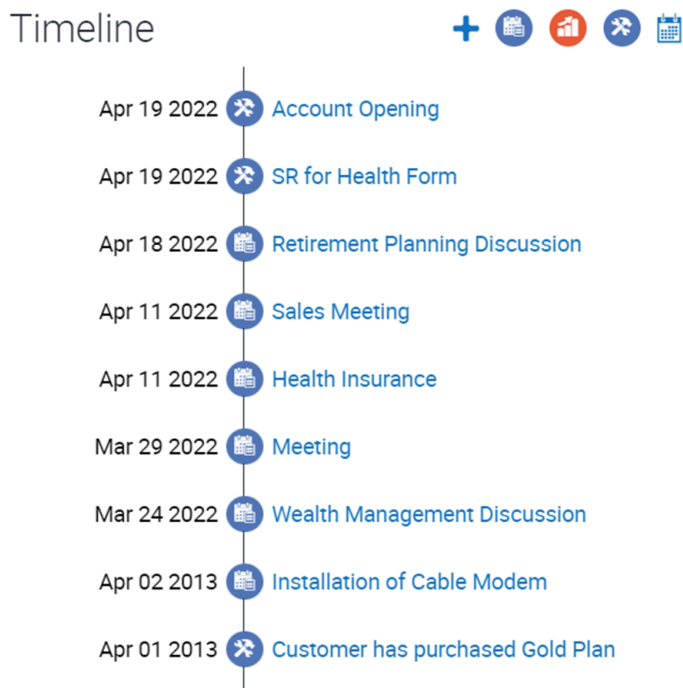 Timeline
Apr 19 2022 Account Opening
Apr 19 2022 SR for Health Form
Apr 18 2022 Retirement Planning Discussion
Apr 11 2022 Sales Meeting
Apr 11 2022 Health Insurance
Mar 29 2022 Meeting
Mar 24 2022 Wealth Management Discussion
Apr 02 2013 Installation of Cable Modem
Apr 01 2013 Customer has purchased Gold Plan